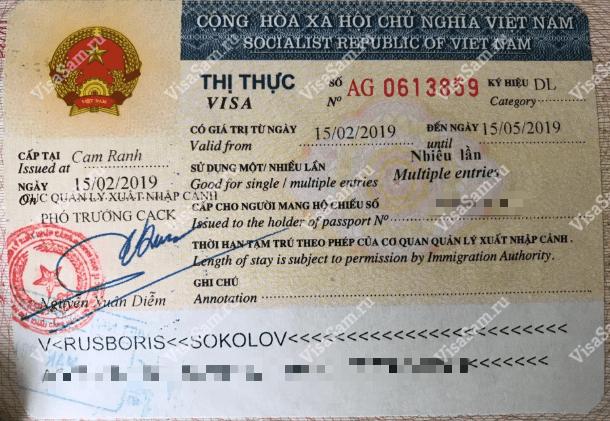 CỘNG HÒA XÃ HỘI CHỦ NGHĨA VIỆT NAM
SOCIALIST REPUBLIC OF VIET NAM
THỊ THỰC
VISA
SỐ
Nº
AG 0613859
KÝ HIỆU DL
Category
CÓ GIÁ TRỊ TỪ NGÀY 15/02/2019 ĐẾN NGÀY 15/05/2019
Valid from until
CẤP TẠI Cam Ranh
Issued at
Nhiều lần
SỬ DỤNG MỘT/ NHIỀU LẦN
Good for single / multiple entries Multiple entries
NGÀY 15/02/2019
On
CỤC QUẢN LÝ XUẤT NHẬP CẢNH
PHÓ TRƯỞNG CACK
CẤP CHO NGƯỜI MANG HỘ CHIẾU SỐ
Issued to the holder of passport Nº
THỜI HẠN TẠM TRÚ THEO PHÉP CỦA CƠ QUAN QUẢN LÝ XUẤT NHẬP CẢNH .
Length of stay is subject to permission by Immigration Authority.
GHI CHÚ
Annotation
Nguyễn Xuân Diễm
V<RUSBORIS<<SOKOLOV<<<<<<<<<<<<<<<<<<<<<<<<<
VisaSam.ru